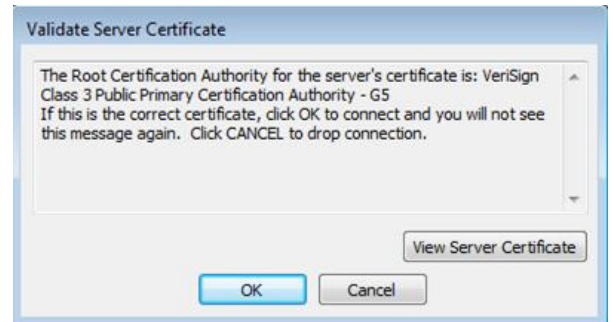 Validate Server Certificate
The Root Certification Authority for the server's certificate is: VeriSign
Class 3 Public Primary Certification Authority - G5
If this is the correct certificate, click OK to connect and you will not see
this message again.  Click CANCEL to drop connection.
View Server Certificate
OK
Cancel